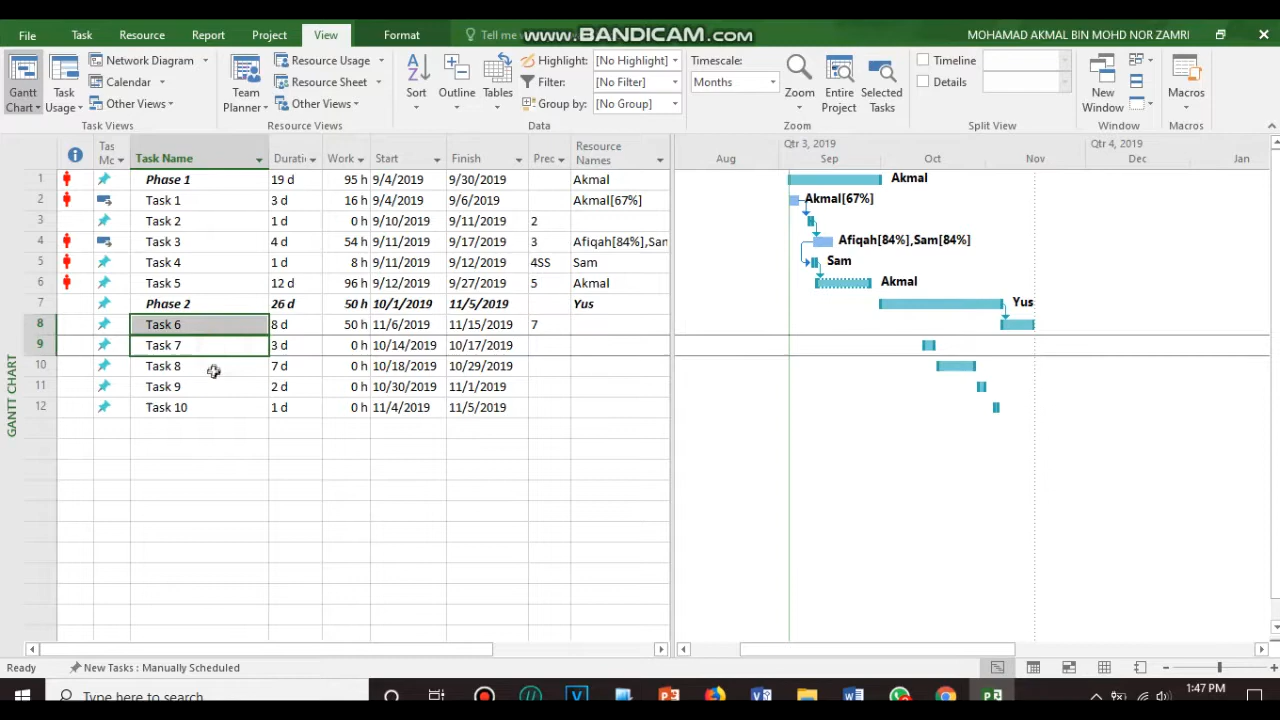 File Task Resource Report Project View Format Tell me www.BANDICAM.com MOHAMAD AKMAL BIN MOHD NOR ZAMRI
Gantt Chart
Task Usage
Network Diagram
Calendar
Other Views
Task Views
Team Planner
Resource Usage
Resource Sheet
Other Views
Resource Views
Sort Outline Tables
Highlight: [No Highlight]
Filter: [No Filter]
Group by: [No Group]
Data
Timescale:
Months
Zoom
Entire Project
Selected Tasks
Zoom
Timeline
Details
Split View
New Window
Window
Macros
Macros
Tas Mc Task Name Durati Work Start Finish Prec Resource Names
1 Phase 1 19 d 95 h 9/4/2019 9/30/2019 Akmal
2 Task 1 3 d 16 h 9/4/2019 9/6/2019 Akmal[67%]
3 Task 2 1 d 0 h 9/10/2019 9/11/2019 2
4 Task 3 4 d 54 h 9/11/2019 9/17/2019 3 Afiqah[84%],San
5 Task 4 1 d 8 h 9/11/2019 9/12/2019 4SS Sam
6 Task 5 12 d 96 h 9/12/2019 9/27/2019 5 Akmal
7 Phase 2 26 d 50 h 10/1/2019 11/5/2019 Yus
8 Task 6 8 d 50 h 11/6/2019 11/15/2019 7
9 Task 7 3 d 0 h 10/14/2019 10/17/2019
10 Task 8 7 d 0 h 10/18/2019 10/29/2019
11 Task 9 2 d 0 h 10/30/2019 11/1/2019
12 Task 10 1 d 0 h 11/4/2019 11/5/2019
GANTT CHART
Qtr 3, 2019 Qtr 4, 2019
Aug Sep Oct Nov Dec Jan
Akmal
Akmal[67%]
Afiqah[84%],Sam[84%]
Sam
Akmal
Yus
Ready New Tasks : Manually Scheduled
Type here to search 1:47 PM